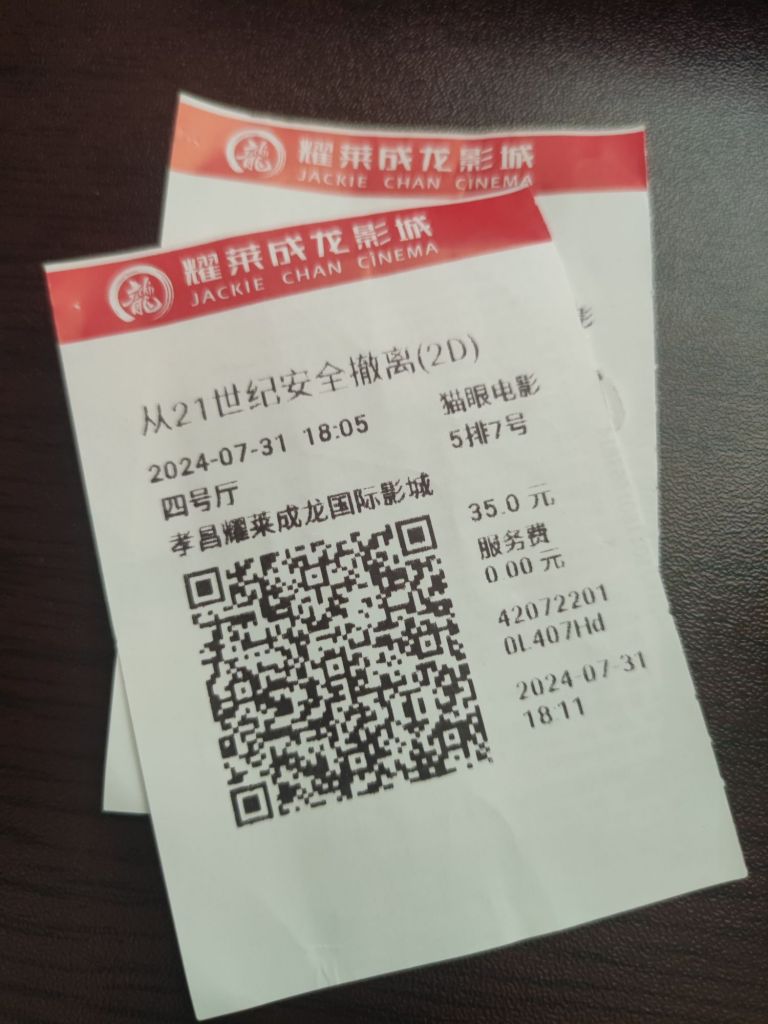 耀莱成龙影城
JACKIE CHAN CINEMA
龍
耀莱成龙影城
JACKIE CHAN CINEMA
龍
从21世纪安全撤离(2D)
2024-07-31 18:05
猫眼电影
四号厅
5排7号
孝昌耀莱成龙国际影城
35.0 元
服务费
0.00 元
42072201
0L407Hd
2024-07-31
18:11
影